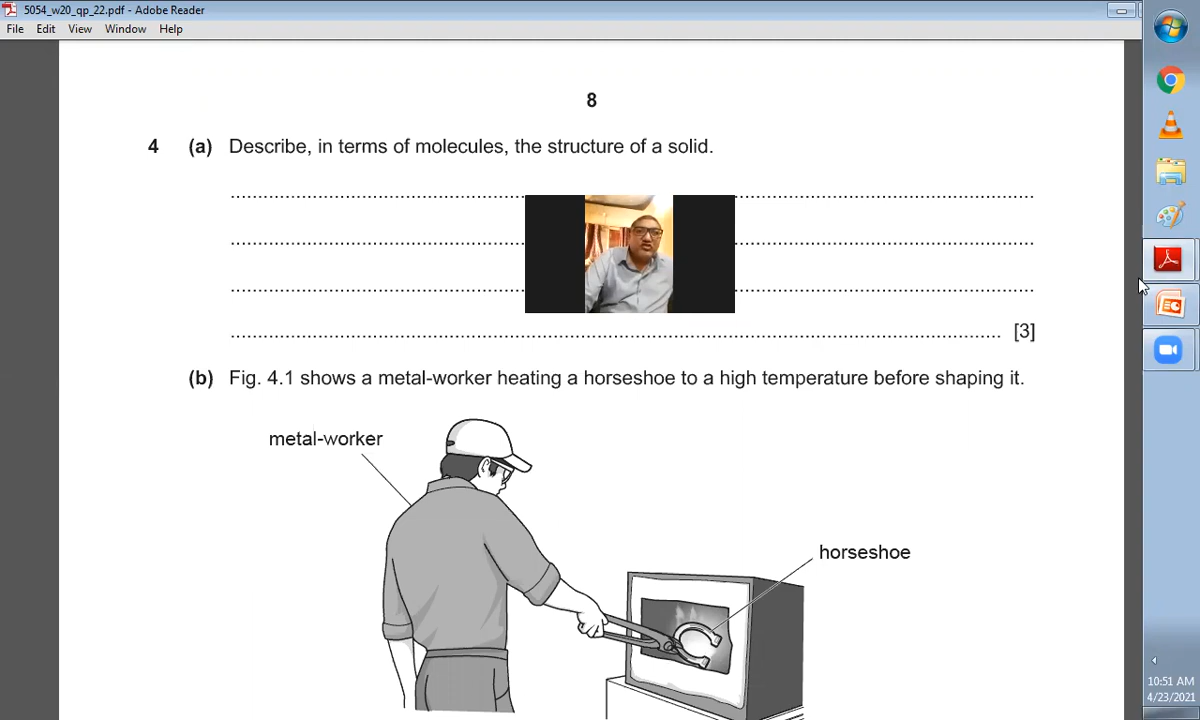 5054_w20_qp_22.pdf - Adobe Reader
File Edit View Window Help
8
4 (a) Describe, in terms of molecules, the structure of a solid.
[3]
(b) Fig. 4.1 shows a metal-worker heating a horseshoe to a high temperature before shaping it.
metal-worker
horseshoe
10:51 AM
4/23/2021